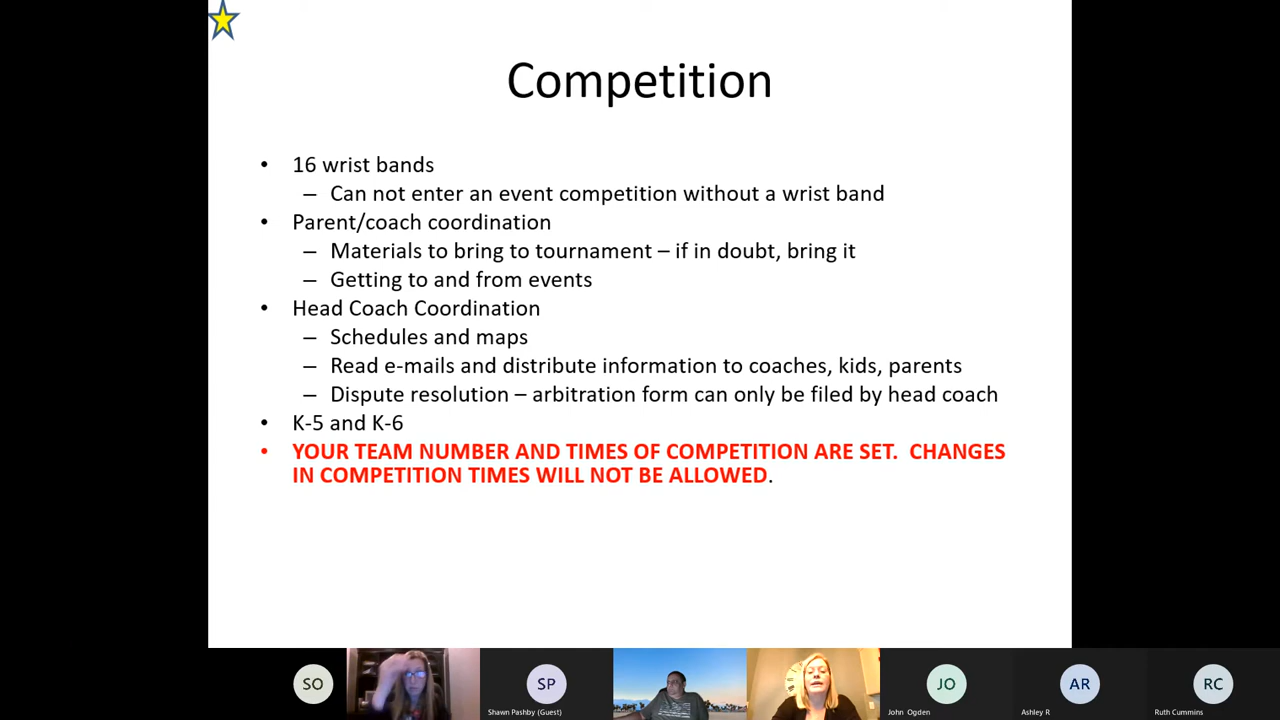 Competition
• 16 wrist bands
– Can not enter an event competition without a wrist band
• Parent/coach coordination
– Materials to bring to tournament – if in doubt, bring it
– Getting to and from events
• Head Coach Coordination
– Schedules and maps
– Read e-mails and distribute information to coaches, kids, parents
– Dispute resolution – arbitration form can only be filed by head coach
• K-5 and K-6
• YOUR TEAM NUMBER AND TIMES OF COMPETITION ARE SET. CHANGES
IN COMPETITION TIMES WILL NOT BE ALLOWED.
SO SP JO AR RC
Shawn Pashby (Guest) John Ogden Ashley R Ruth Cummins